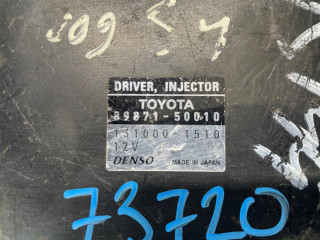 DRIVER, INJECTOR
TOYOTA
89871-50010
131000-1510
12V
DENSO MADE IN JAPAN
73720